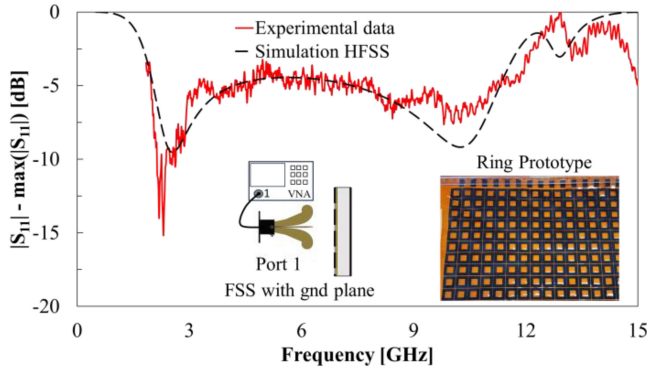 |S₁₁| - max(|S₁₁|) [dB]
0
-5
-10
-15
-20
Experimental data
Simulation HFSS
1
VNA
Port 1
FSS with gnd plane
Ring Prototype
0
3
6
9
12
15
Frequency [GHz]